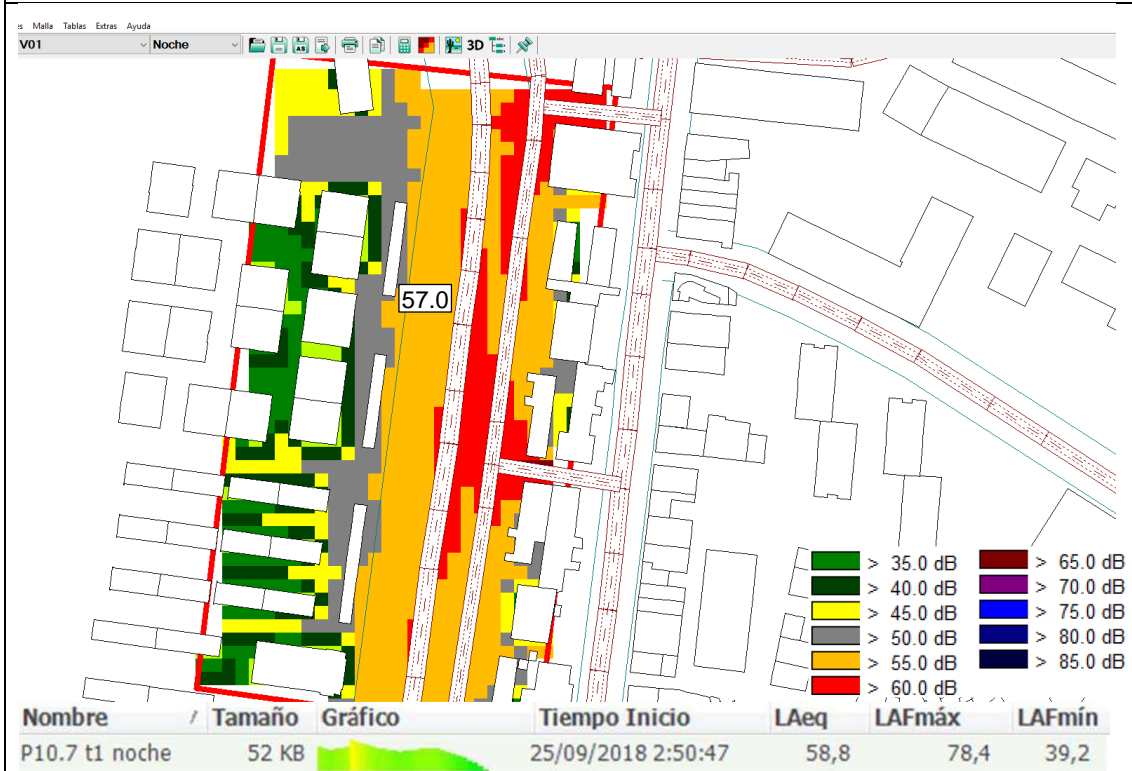 es Malla Tablas Extras Ayuda
V01 Noche AS 3D
57.0
> 35.0 dB > 65.0 dB
> 40.0 dB > 70.0 dB
> 45.0 dB > 75.0 dB
> 50.0 dB > 80.0 dB
> 55.0 dB > 85.0 dB
> 60.0 dB
Nombre / Tamaño Gráfico Tiempo Inicio LAeq LAFmáx LAFmín
P10.7 t1 noche 52 KB 25/09/2018 2:50:47 58,8 78,4 39,2